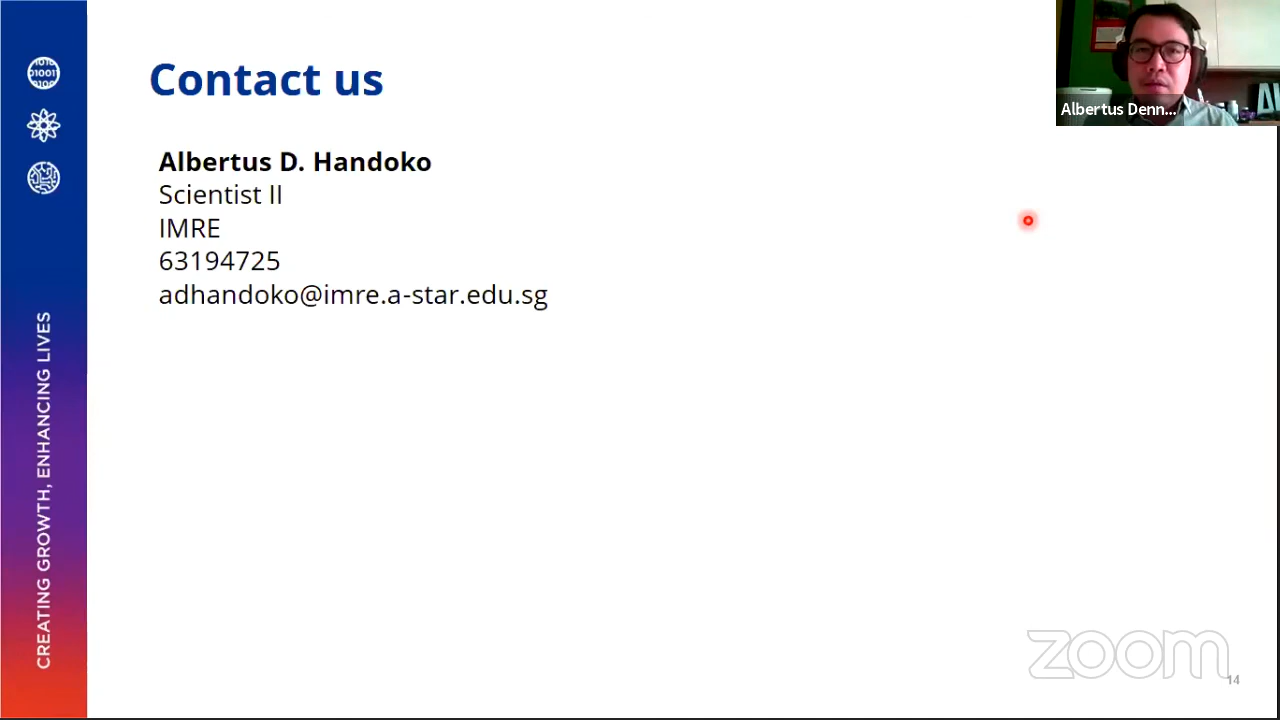 Contact us
Albertus D. Handoko
Scientist II
IMRE
63194725
adhandoko@imre.a-star.edu.sg
CREATING GROWTH, ENHANCING LIVES
Albertus Denn...
zoom
14